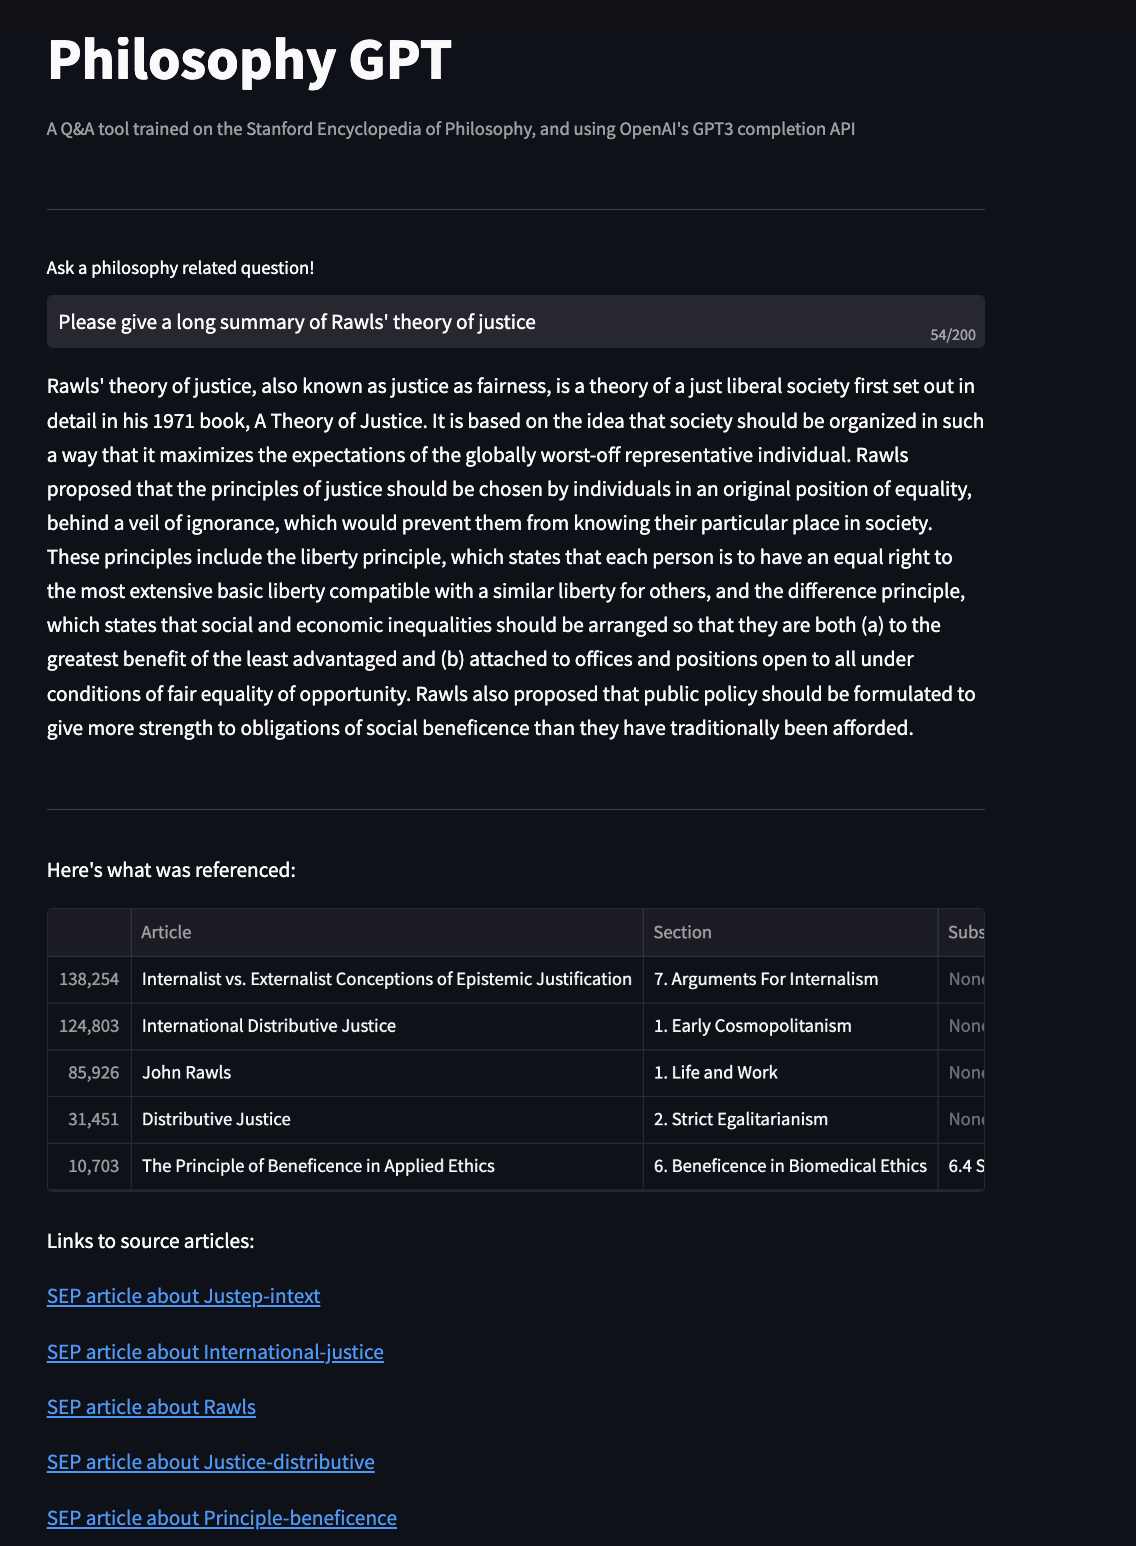 Philosophy GPT
A Q&A tool trained on the Stanford Encyclopedia of Philosophy, and using OpenAI's GPT3 completion API
Ask a philosophy related question!
Please give a long summary of Rawls' theory of justice
54/200
Rawls' theory of justice, also known as justice as fairness, is a theory of a just liberal society first set out in
detail in his 1971 book, A Theory of Justice. It is based on the idea that society should be organized in such
a way that it maximizes the expectations of the globally worst-off representative individual. Rawls
proposed that the principles of justice should be chosen by individuals in an original position of equality,
behind a veil of ignorance, which would prevent them from knowing their particular place in society.
These principles include the liberty principle, which states that each person is to have an equal right to
the most extensive basic liberty compatible with a similar liberty for others, and the difference principle,
which states that social and economic inequalities should be arranged so that they are both (a) to the
greatest benefit of the least advantaged and (b) attached to offices and positions open to all under
conditions of fair equality of opportunity. Rawls also proposed that public policy should be formulated to
give more strength to obligations of social beneficence than they have traditionally been afforded.
Here's what was referenced:
Article Section Subs
138,254 Internalist vs. Externalist Conceptions of Epistemic Justification 7. Arguments For Internalism None
124,803 International Distributive Justice 1. Early Cosmopolitanism None
85,926 John Rawls 1. Life and Work None
31,451 Distributive Justice 2. Strict Egalitarianism None
10,703 The Principle of Beneficence in Applied Ethics 6. Beneficence in Biomedical Ethics 6.4 S
Links to source articles:
SEP article about Justep-intext
SEP article about International-justice
SEP article about Rawls
SEP article about Justice-distributive
SEP article about Principle-beneficence